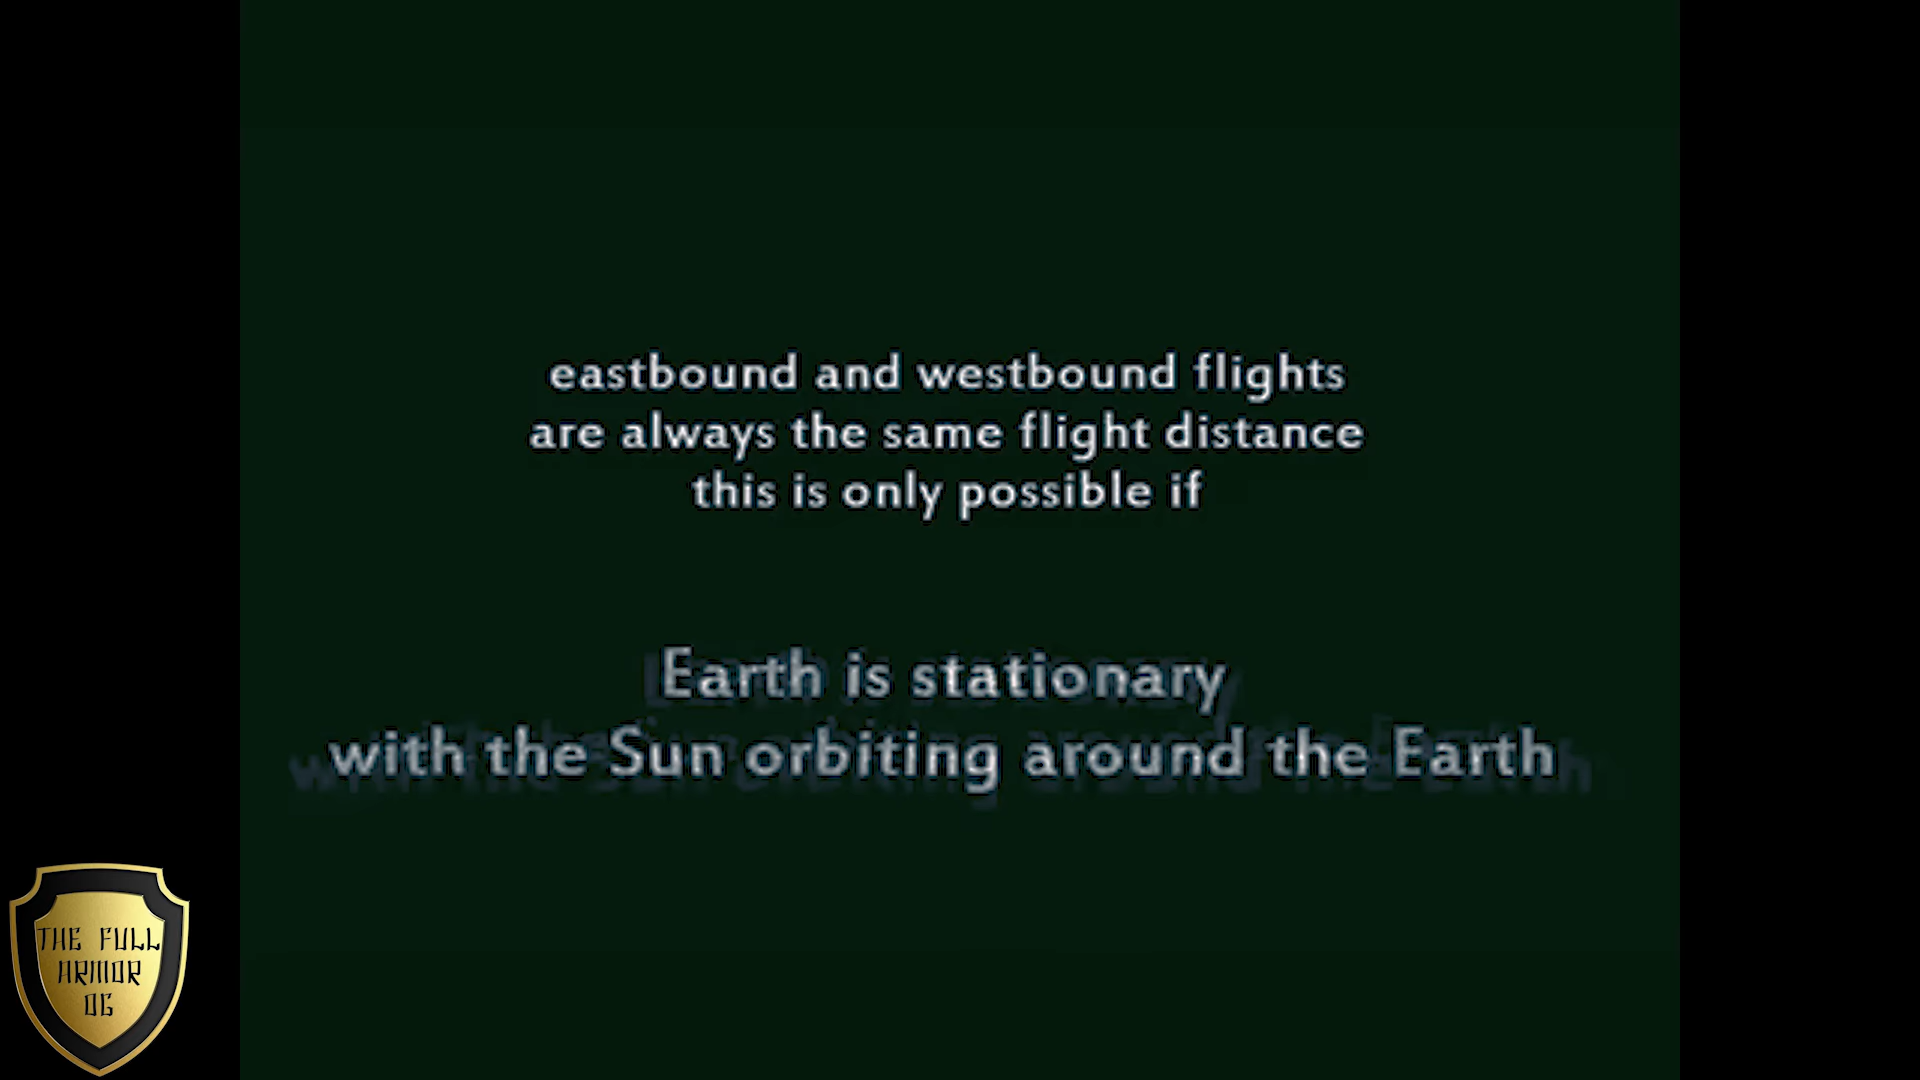 eastbound and westbound flights
are always the same flight distance
this is only possible if
Earth is stationary
with the Sun orbiting around the Earth
THE FULL
ARMOR
OG